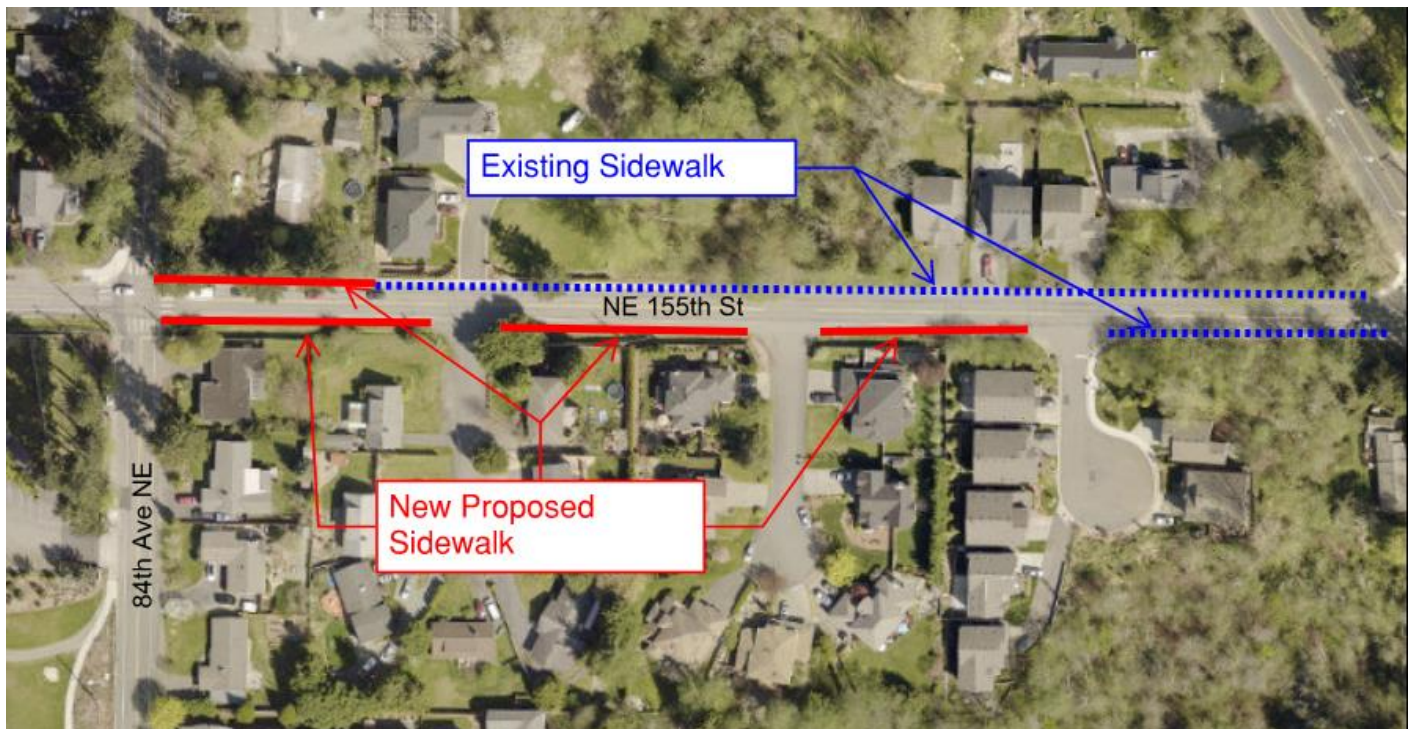 Existing Sidewalk
NE 155th St
New Proposed
Sidewalk
84th Ave NE